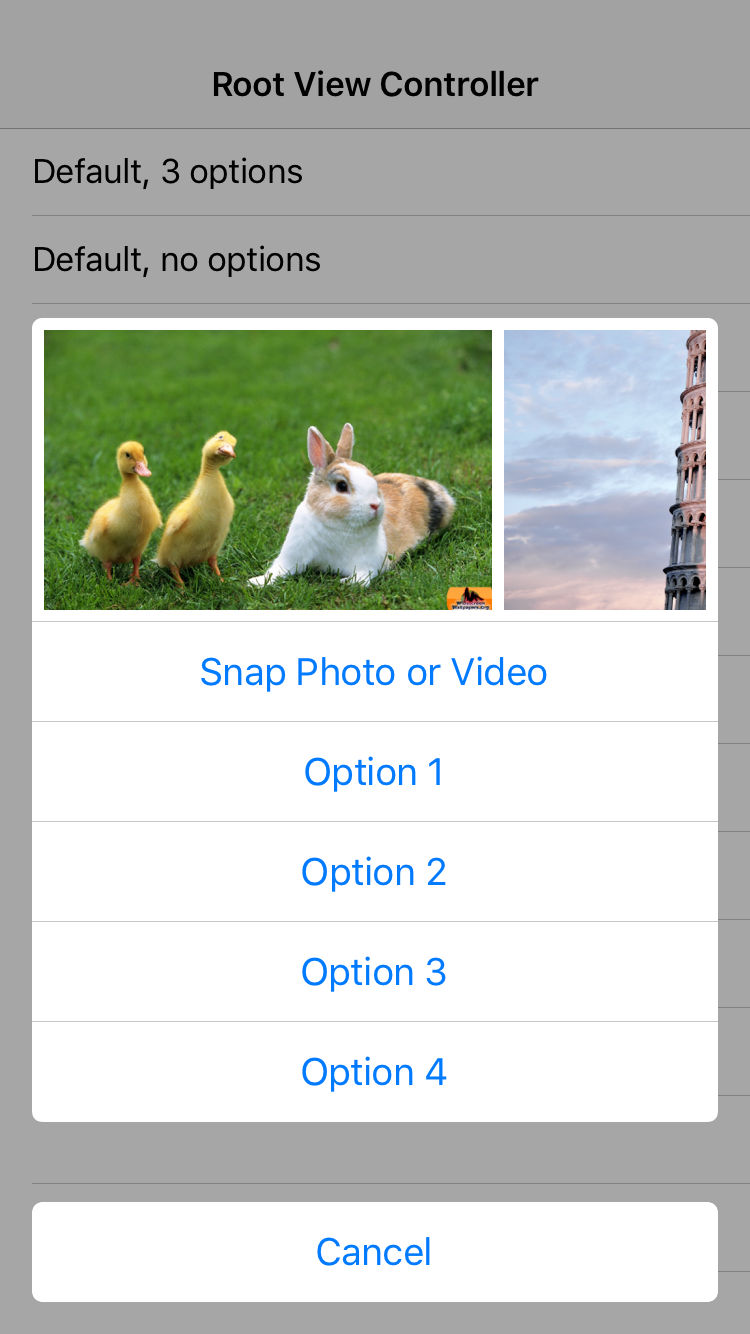 Root View Controller
Default, 3 options
Default, no options
Snap Photo or Video
Option 1
Option 2
Option 3
Option 4
Cancel